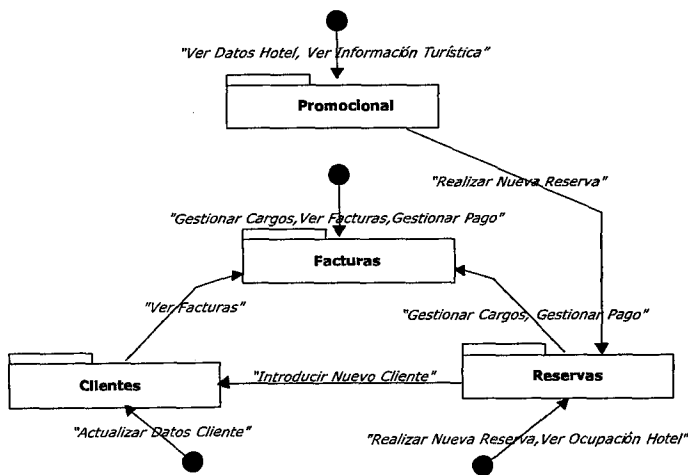 "Ver Datos Hotel, Ver Información Turística"
Promocional
"Realizar Nueva Reserva"
"Gestionar Cargos,Ver Facturas,Gestionar Pago"
Facturas
"Ver Facturas"
"Gestionar Cargos, Gestionar Pago"
Clientes
"Introducir Nuevo Cliente"
Reservas
"Actualizar Datos Cliente"
"Realizar Nueva Reserva,Ver Ocupación Hotel"